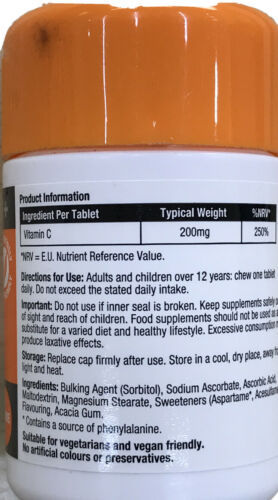 Product Information
Ingredient Per Tablet Typical Weight %NRV*
Vitamin C 200mg 250%
*NRV = E.U. Nutrient Reference Value.
Directions for Use: Adults and children over 12 years: chew one tablet
daily. Do not exceed the stated daily intake.
Important: Do not use if inner seal is broken. Keep supplements safely
of sight and reach of children. Food supplements should not be used as
substitute for a varied diet and healthy lifestyle. Excessive consumption
produce laxative effects.
Storage: Replace cap firmly after use. Store in a cool, dry place, away
light and heat.
Ingredients: Bulking Agent (Sorbitol), Sodium Ascorbate, Ascorbic Acid,
Maltodextrin, Magnesium Stearate, Sweeteners (Aspartame*, Acesulfame
Flavouring, Acacia Gum.
* Contains a source of phenylalanine.
Suitable for vegetarians and vegan friendly.
No artificial colours or preservatives.